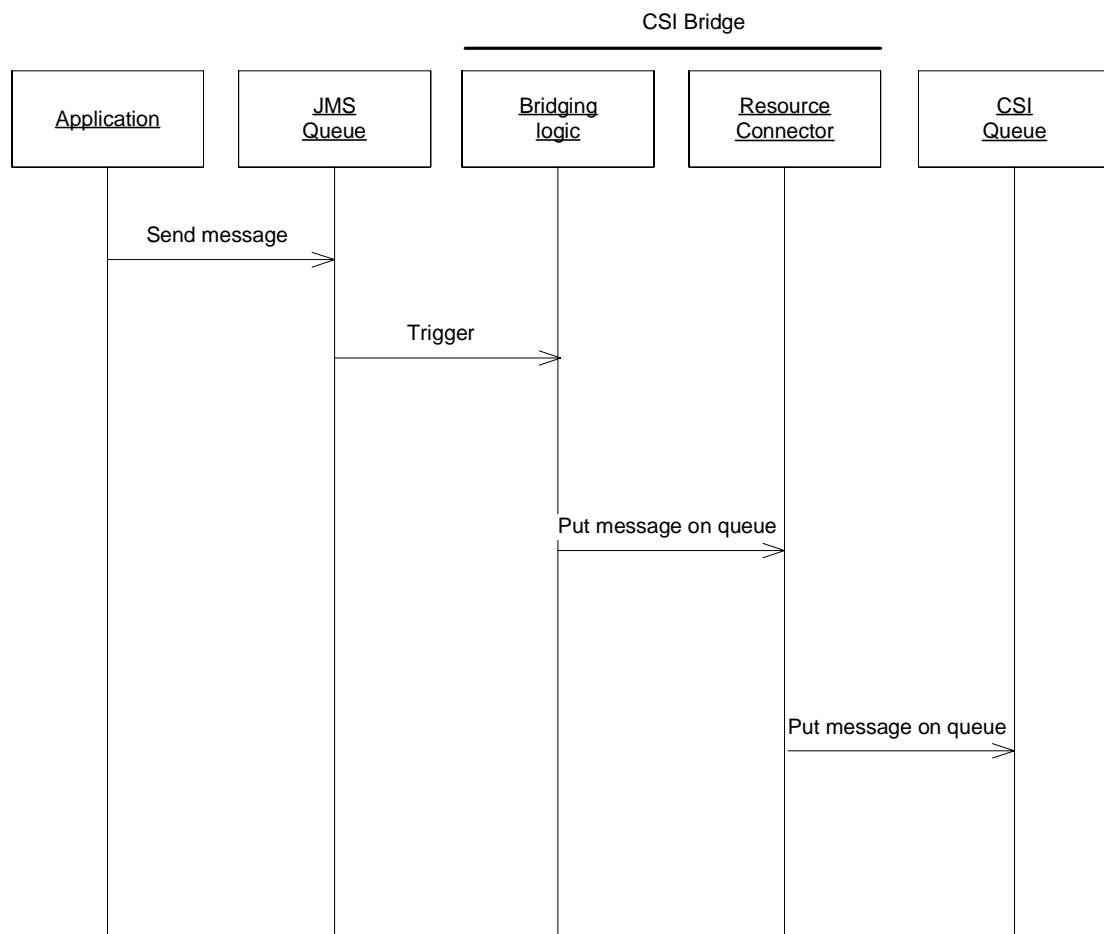 CSI Bridge
Application
JMS
Queue
Bridging
logic
Resource
Connector
CSI
Queue
Send message
Trigger
Put message on queue
Put message on queue